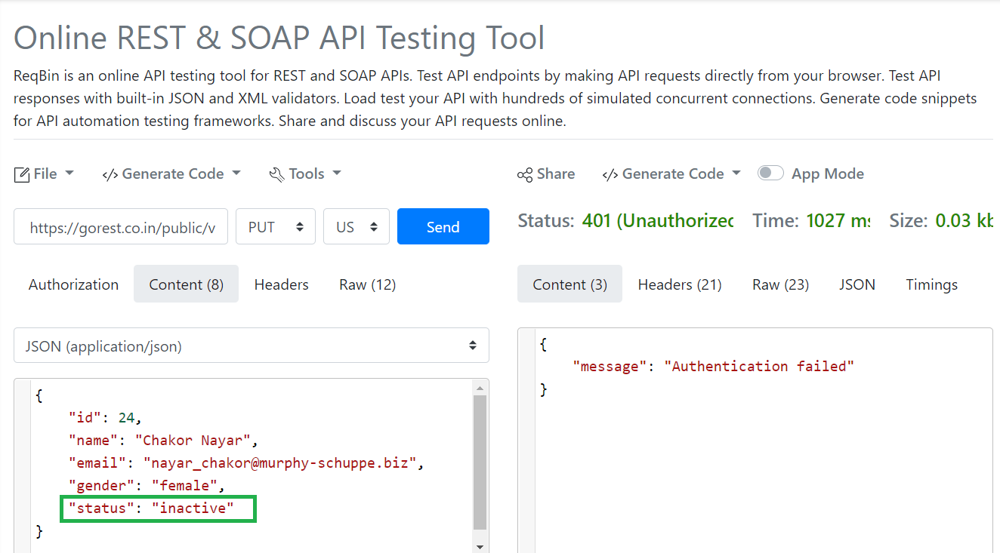 Online REST & SOAP API Testing Tool
ReqBin is an online API testing tool for REST and SOAP APIs. Test API endpoints by making API requests directly from your browser. Test API
responses with built-in JSON and XML validators. Load test your API with hundreds of simulated concurrent connections. Generate code snippets
for API automation testing frameworks. Share and discuss your API requests online.
File </> Generate Code Tools
Share </> Generate Code App Mode
https://gorest.co.in/public/v PUT US Send
Status: 401 (Unauthorized Time: 1027 ms Size: 0.03 kb
Authorization Content (8) Headers Raw (12)
Content (3) Headers (21) Raw (23) JSON Timings
JSON (application/json)
{
"id": 24,
"name": "Chakor Nayar",
"email": "nayar_chakor@murphy-schuppe.biz",
"gender": "female",
"status": "inactive"
}
{
"message": "Authentication failed"
}